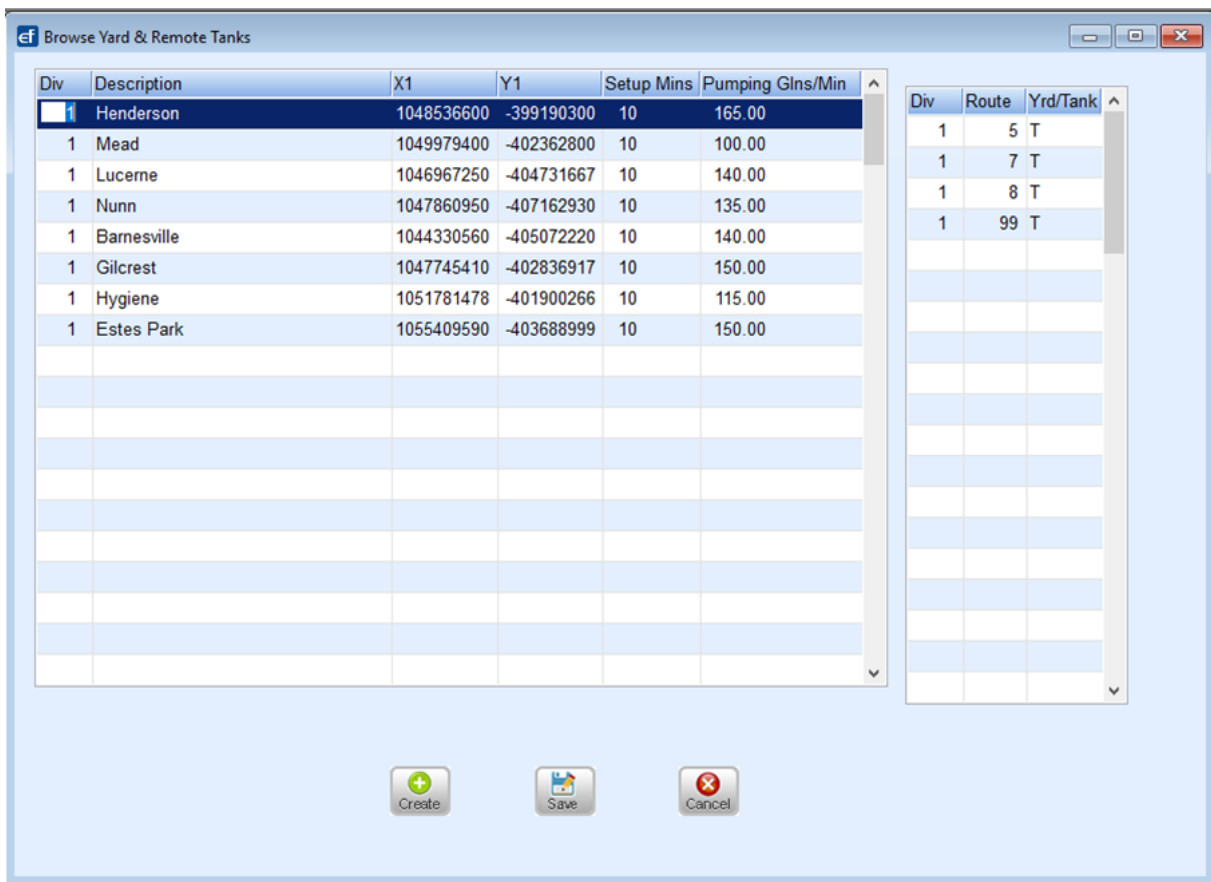 ef Browse Yard & Remote Tanks
Div Description X1 Y1 Setup Mins Pumping Glns/Min
1 Henderson 1048536600 -399190300 10 165.00
1 Mead 1049979400 -402362800 10 100.00
1 Lucerne 1046967250 -404731667 10 140.00
1 Nunn 1047860950 -407162930 10 135.00
1 Barnesville 1044330560 -405072220 10 140.00
1 Gilcrest 1047745410 -402836917 10 150.00
1 Hygiene 1051781478 -401900266 10 115.00
1 Estes Park 1055409590 -403688999 10 150.00
Div Route Yrd/Tank
1 5 T
1 7 T
1 8 T
1 99 T
Create Save Cancel